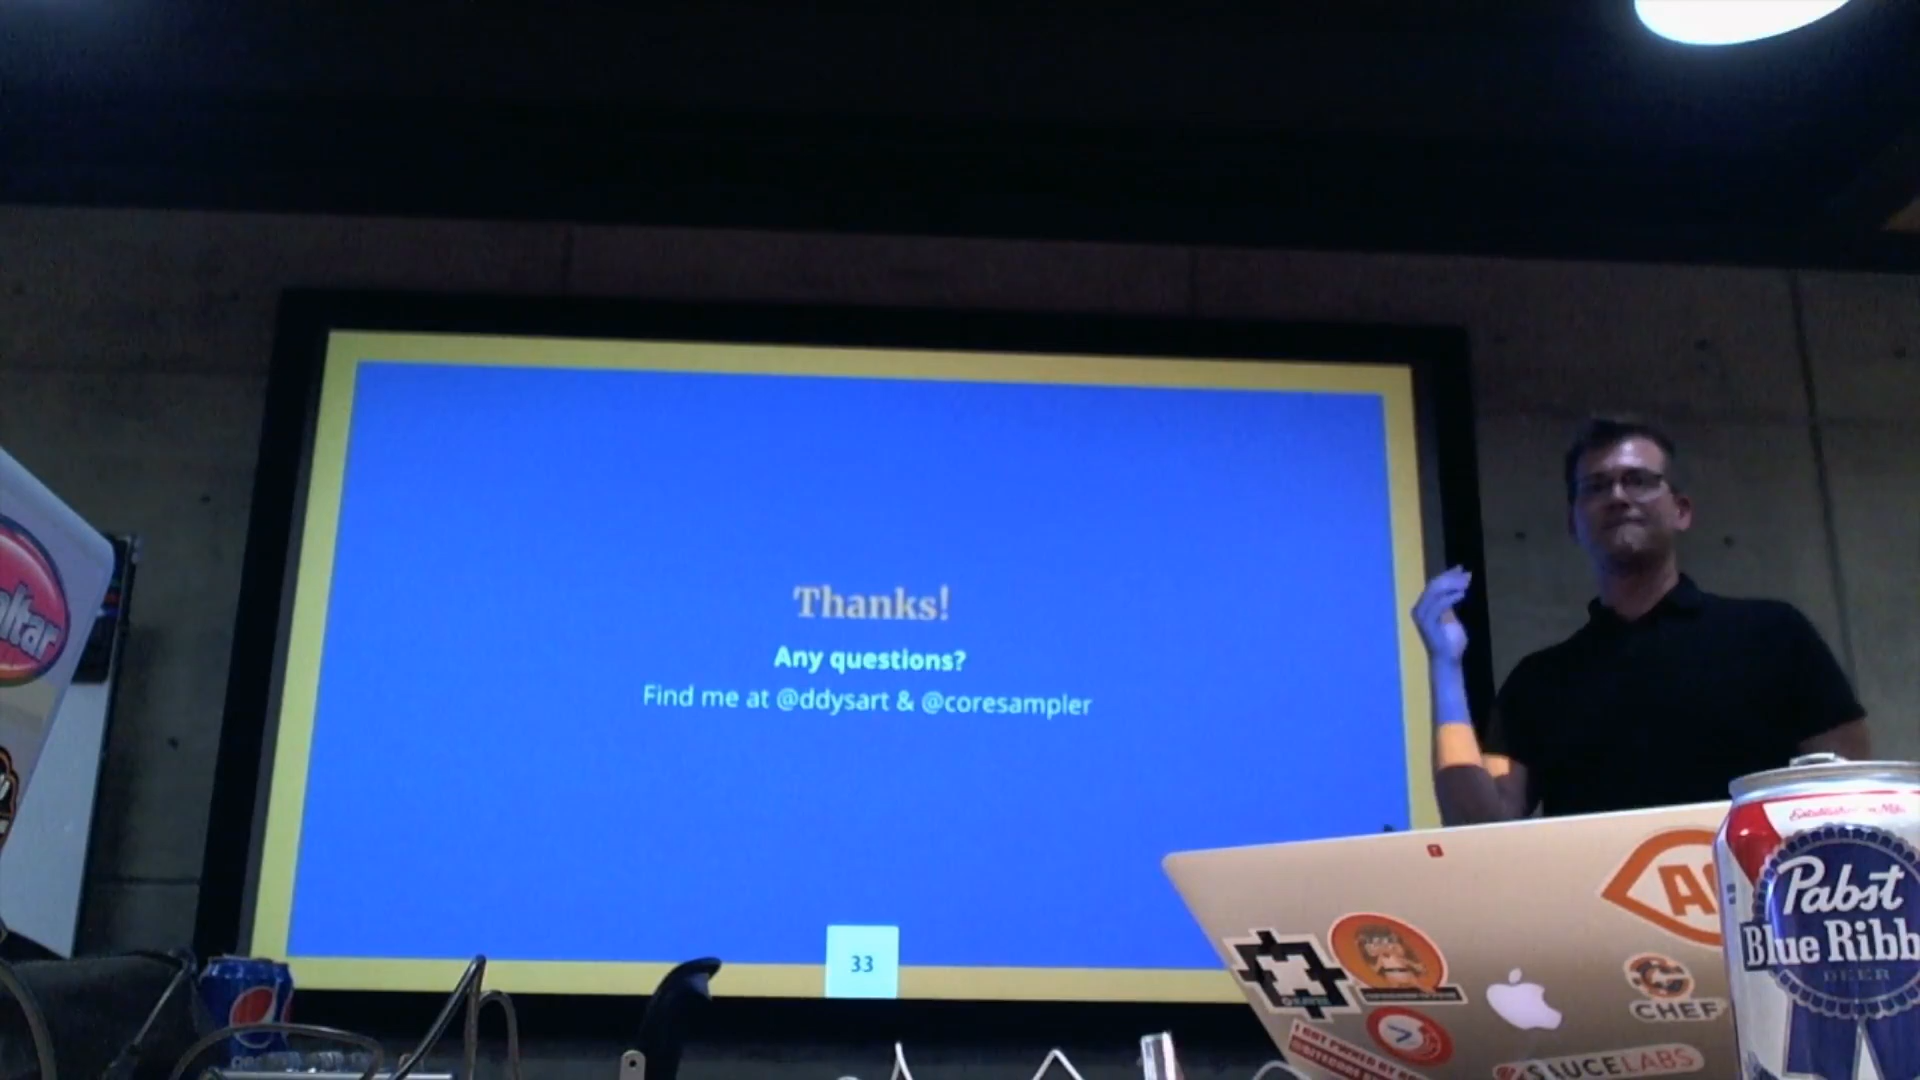 Thanks!
Any questions?
Find me at @ddysart & @coresampler
33
Pabst
Blue Ribb
BEER
CHEF
SAUCELABS